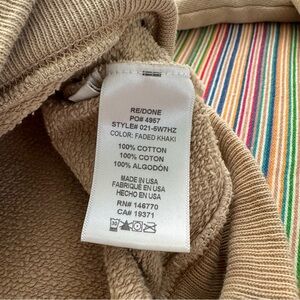 RE/DONE
PO# 4957
STYLE# 021-5W7HZ
COLOR: FADED KHAKI
100% COTTON
100% COTON
100% ALGODÓN
MADE IN USA
FABRIQUÉ EN USA
HECHO EN USA
RN# 146770
CA# 19371